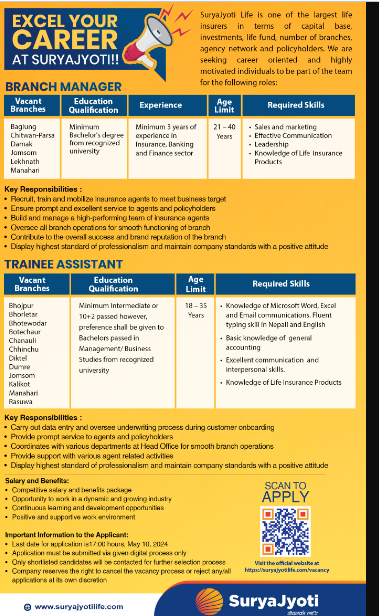 EXCEL YOUR
CAREER
AT SURYAJYOTI!!
SuryaJyoti Life is one of the largest life
insurers in terms of capital base,
investments, life fund, number of branches,
agency network and policyholders. We are
seeking career oriented and highly
motivated individuals to be part of the team
for the following roles:
BRANCH MANAGER
Vacant Branches
Education Qualification
Experience
Age Limit
Required Skills
Baglung
Chitwan-Parsa
Damak
Jomsom
Lekhnath
Manahari
Minimum
Bachelor's degree
from recognized
university
Minimum 3 years of
experience in
Insurance, Banking
and Finance sector
21 – 40
Years
• Sales and marketing
• Effective Communication
• Leadership
• Knowledge of Life Insurance
Products
Key Responsibilities :
• Recruit, train and mobilize insurance agents to meet business target
• Ensure prompt and excellent service to agents and policyholders
• Build and manage a high-performing team of insurance agents
• Oversee all branch operations for smooth functioning of branch
• Contribute to the overall success and brand reputation of the branch
• Display highest standard of professionalism and maintain company standards with a positive attitude
TRAINEE ASSISTANT
Vacant Branches
Education Qualification
Age Limit
Required Skills
Bhojpur
Bhorletar
Bhotewodar
Botechaur
Chanauli
Chhinchu
Diktel
Dumre
Jomsom
Kalikot
Manahari
Rasuwa
Minimum Intermediate or
10+2 passed however,
preference shall be given to
Bachelors passed in
Management/ Business
Studies from recognized
university
18 – 35
Years
• Knowledge of Microsoft Word, Excel
and Email communications. Fluent
typing skill in Nepali and English
• Basic knowledge of general
accounting
• Excellent communication and
interpersonal skills.
• Knowledge of Life Insurance Products
Key Responsibilities :
• Carry out data entry and oversee underwriting process during customer onboarding
• Provide prompt service to agents and policyholders
• Coordinates with various departments at Head Office for smooth branch operations
• Provide support with various agent related activities
• Display highest standard of professionalism and maintain company standards with a positive attitude
Salary and Benefits:
• Competitive salary and benefits package
• Opportunity to work in a dynamic and growing industry
• Continuous learning and development opportunities
• Positive and supportive work environment
SCAN TO
APPLY
Important Information to the Applicant:
• Last date for application is17:00 hours, May 10, 2024
• Application must be submitted via given digital process only
• Only shortlisted candidates will be contacted for further selection process
• Company reserves the right to cancel the vacancy process or reject any/all
applications at its own discretion
Visit the official website at
https://suryajyotilife.com/vacancy
www.suryajyotilife.com
SuryaJyoti